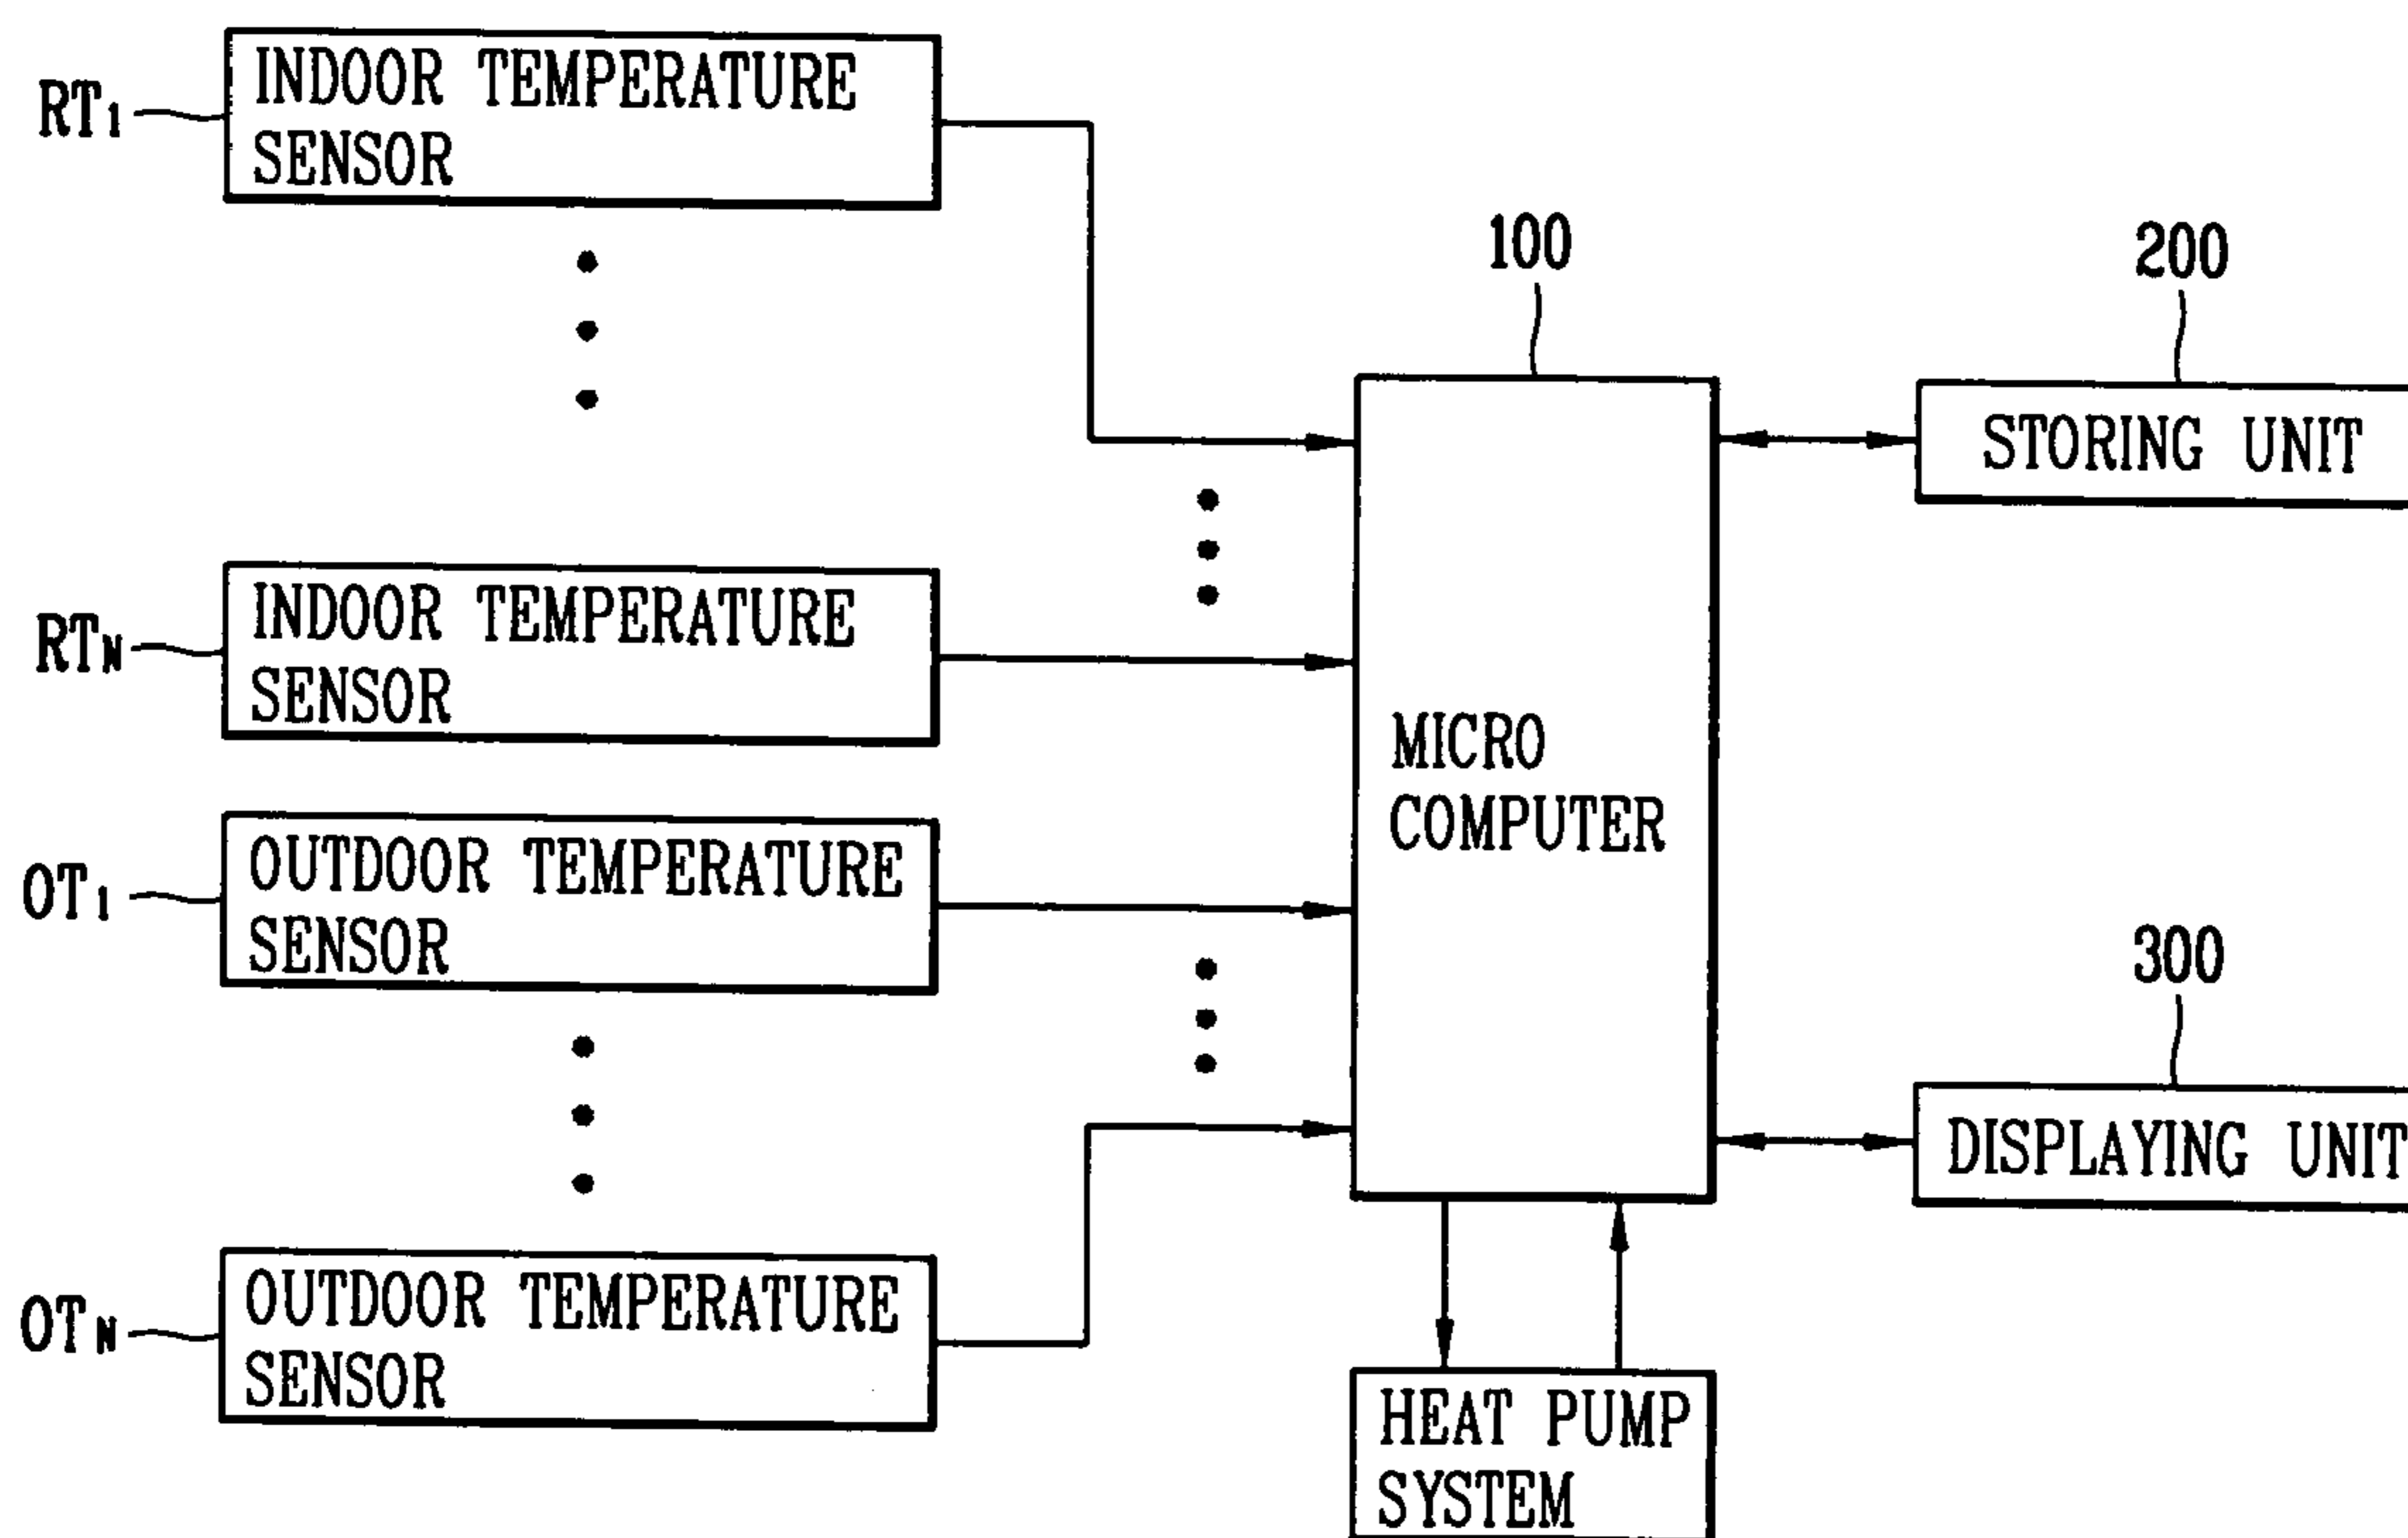 RT1
INDOOR TEMPERATURE
SENSOR
100
200
STORING UNIT
RTN
INDOOR TEMPERATURE
SENSOR
MICRO
COMPUTER
OT1
OUTDOOR TEMPERATURE
SENSOR
300
DISPLAYING UNIT
OTN
OUTDOOR TEMPERATURE
SENSOR
HEAT PUMP
SYSTEM